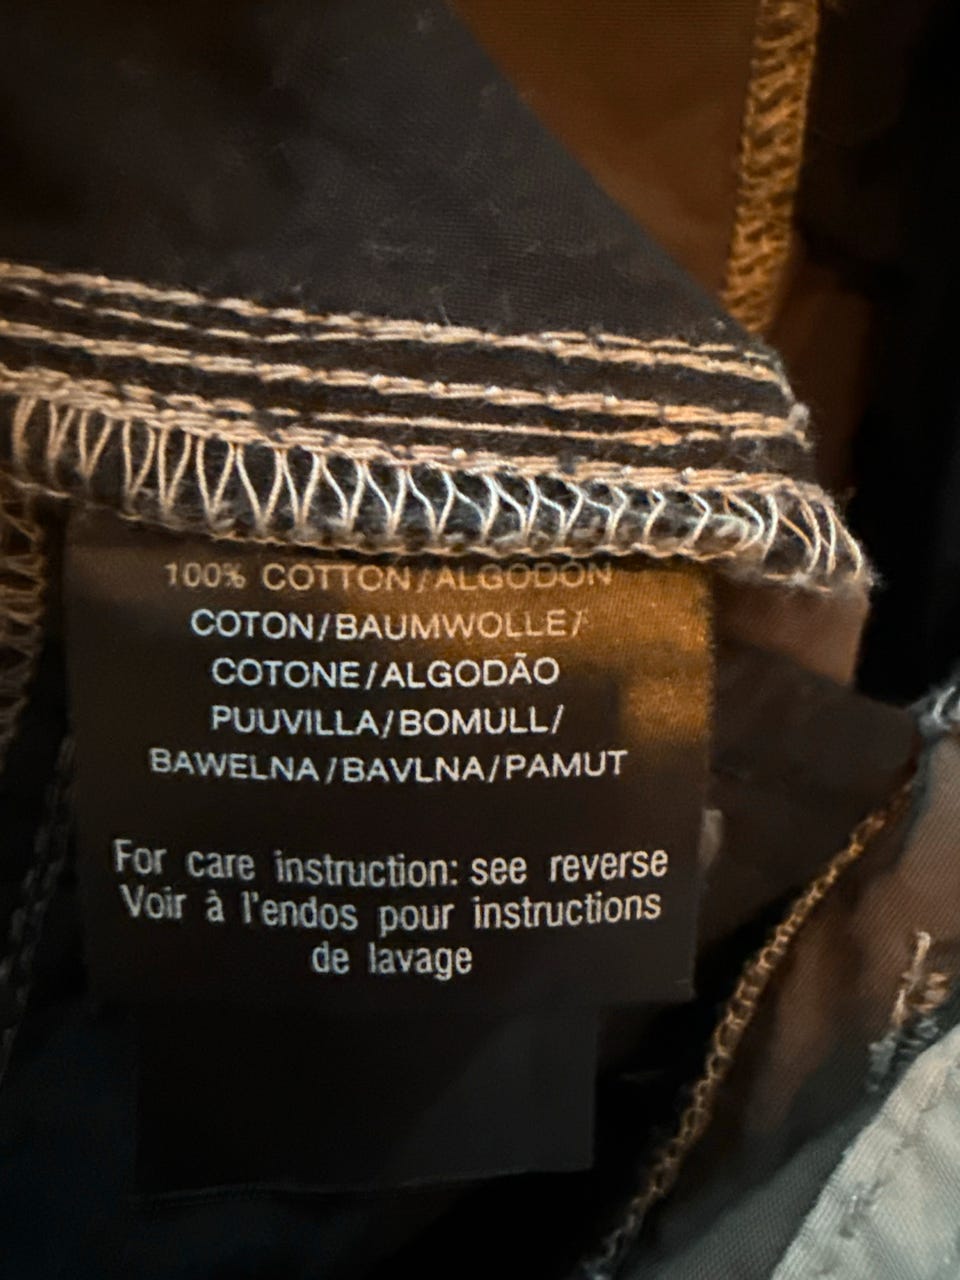 100% COTTON/ALGODÓN
COTON/BAUMWOLLE/
COTONE/ALGODÃO
PUUVILLA/BOMULL/
BAWELNA/BAVLNA/PAMUT
For care instruction: see reverse
Voir à l'endos pour instructions
de lavage